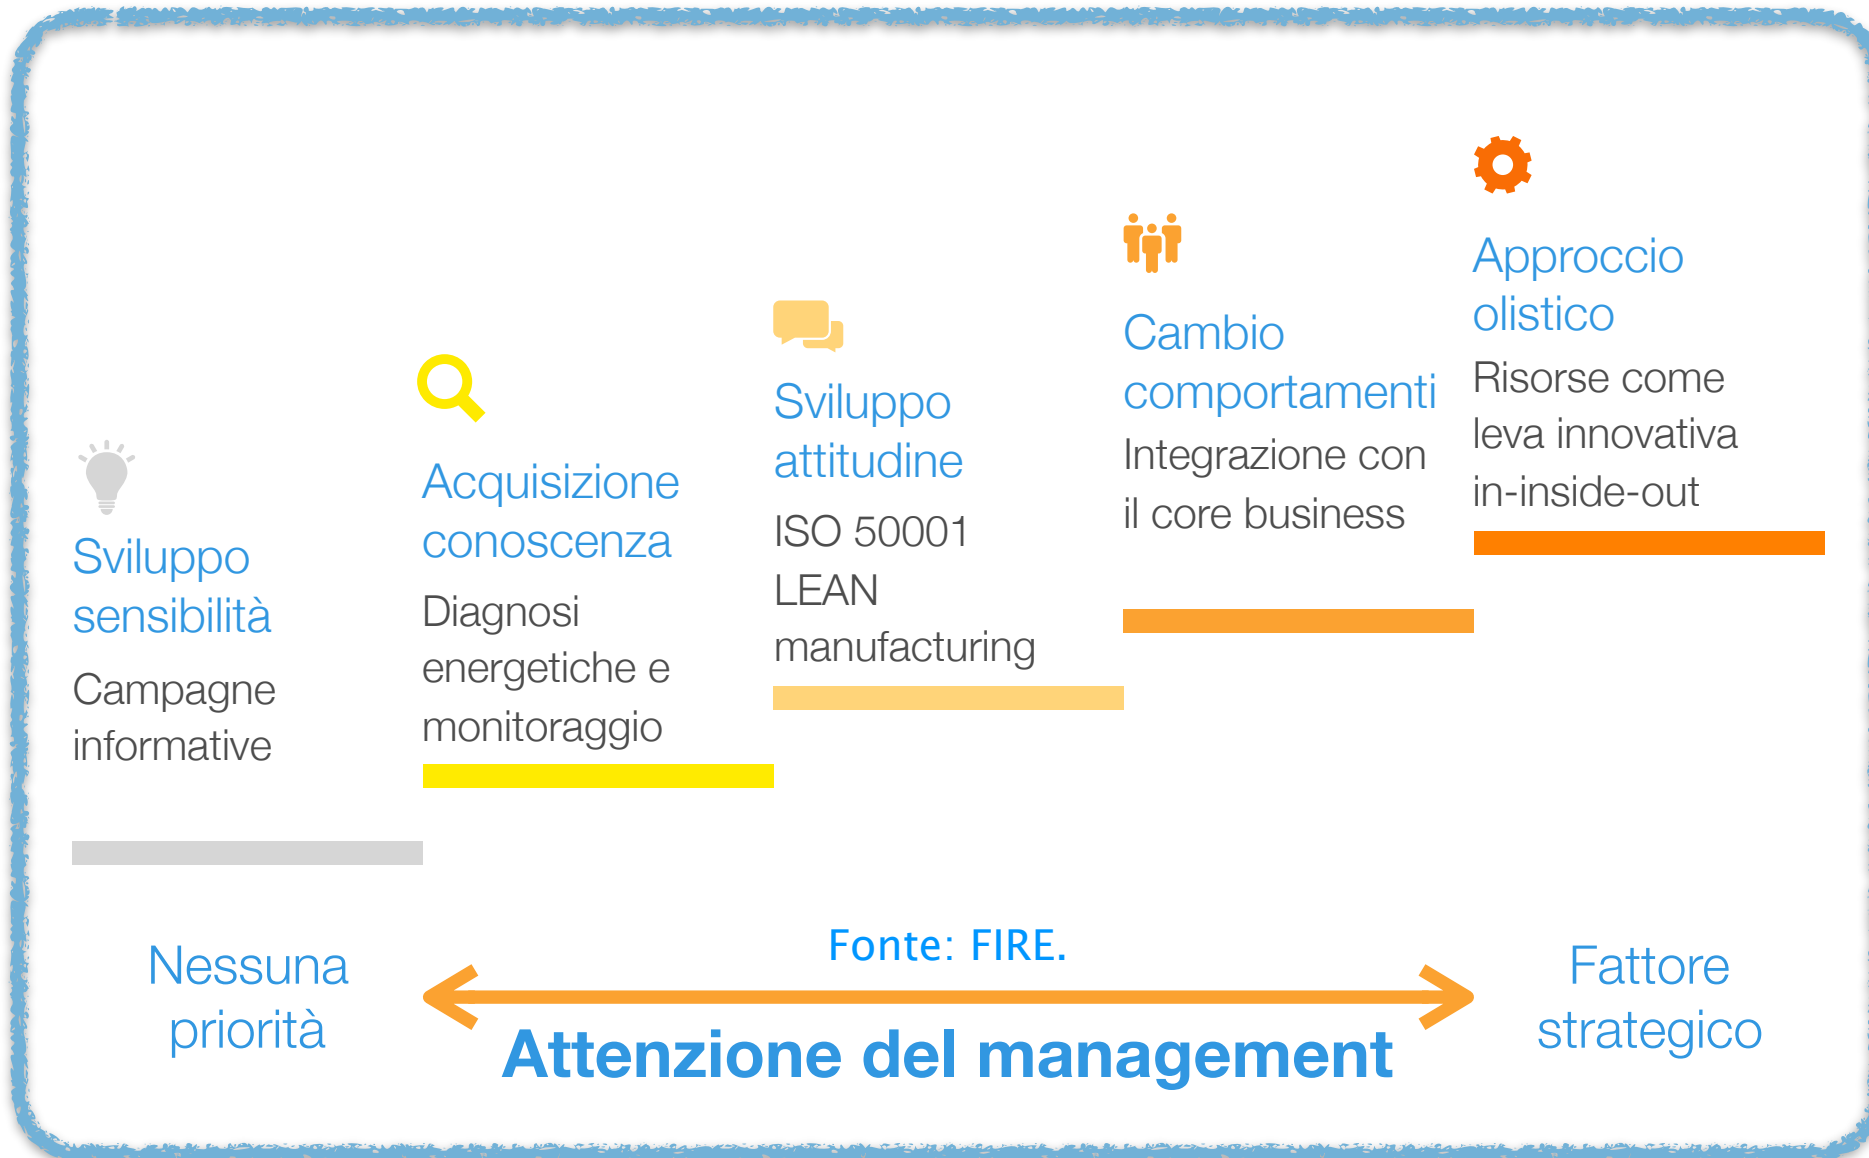 Sviluppo
sensibilità
Campagne
informative
Acquisizione
conoscenza
Diagnosi
energetiche e
monitoraggio
Sviluppo
attitudine
ISO 50001
LEAN
manufacturing
Cambio
comportamenti
Integrazione con
il core business
Approccio
olistico
Risorse come
leva innovativa
in-inside-out
Nessuna
priorità
Fonte: FIRE.
Attenzione del management
Fattore
strategico